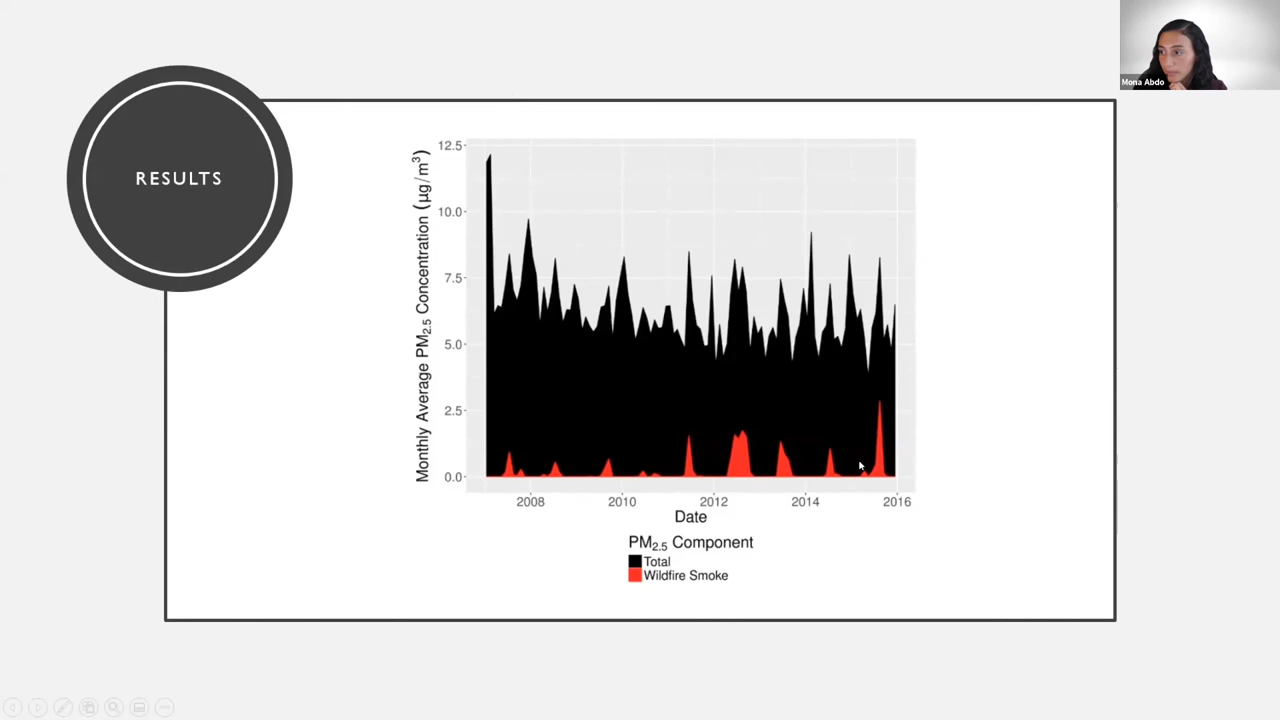 Mona Abdo
RESULTS
Monthly Average PM2.5 Concentration (µg/m³)
12.5
10.0
7.5
5.0
2.5
0.0
2008 2010 2012 2014 2016
Date
PM2.5 Component
Total
Wildfire Smoke